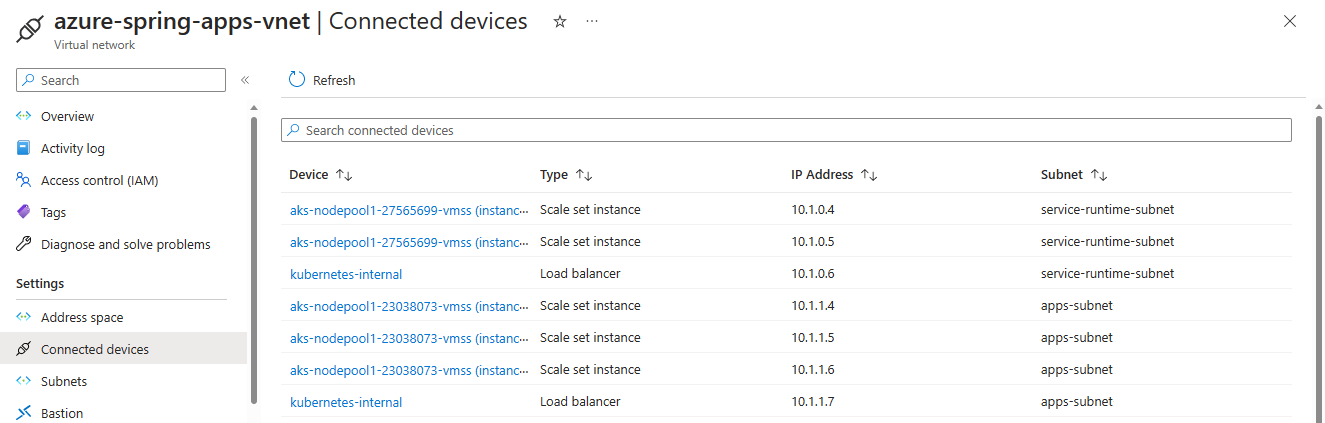 azure-spring-apps-vnet | Connected devices ☆ ···
Virtual network
Search «
Overview
Activity log
Access control (IAM)
Tags
Diagnose and solve problems
Settings
Address space
Connected devices
Subnets
Bastion
Refresh
Search connected devices
Device ↑↓ Type ↑↓ IP Address ↑↓ Subnet ↑↓
aks-nodepool1-27565699-vmss (instanc··· Scale set instance 10.1.0.4 service-runtime-subnet
aks-nodepool1-27565699-vmss (instanc··· Scale set instance 10.1.0.5 service-runtime-subnet
kubernetes-internal Load balancer 10.1.0.6 service-runtime-subnet
aks-nodepool1-23038073-vmss (instanc··· Scale set instance 10.1.1.4 apps-subnet
aks-nodepool1-23038073-vmss (instanc··· Scale set instance 10.1.1.5 apps-subnet
aks-nodepool1-23038073-vmss (instanc··· Scale set instance 10.1.1.6 apps-subnet
kubernetes-internal Load balancer 10.1.1.7 apps-subnet